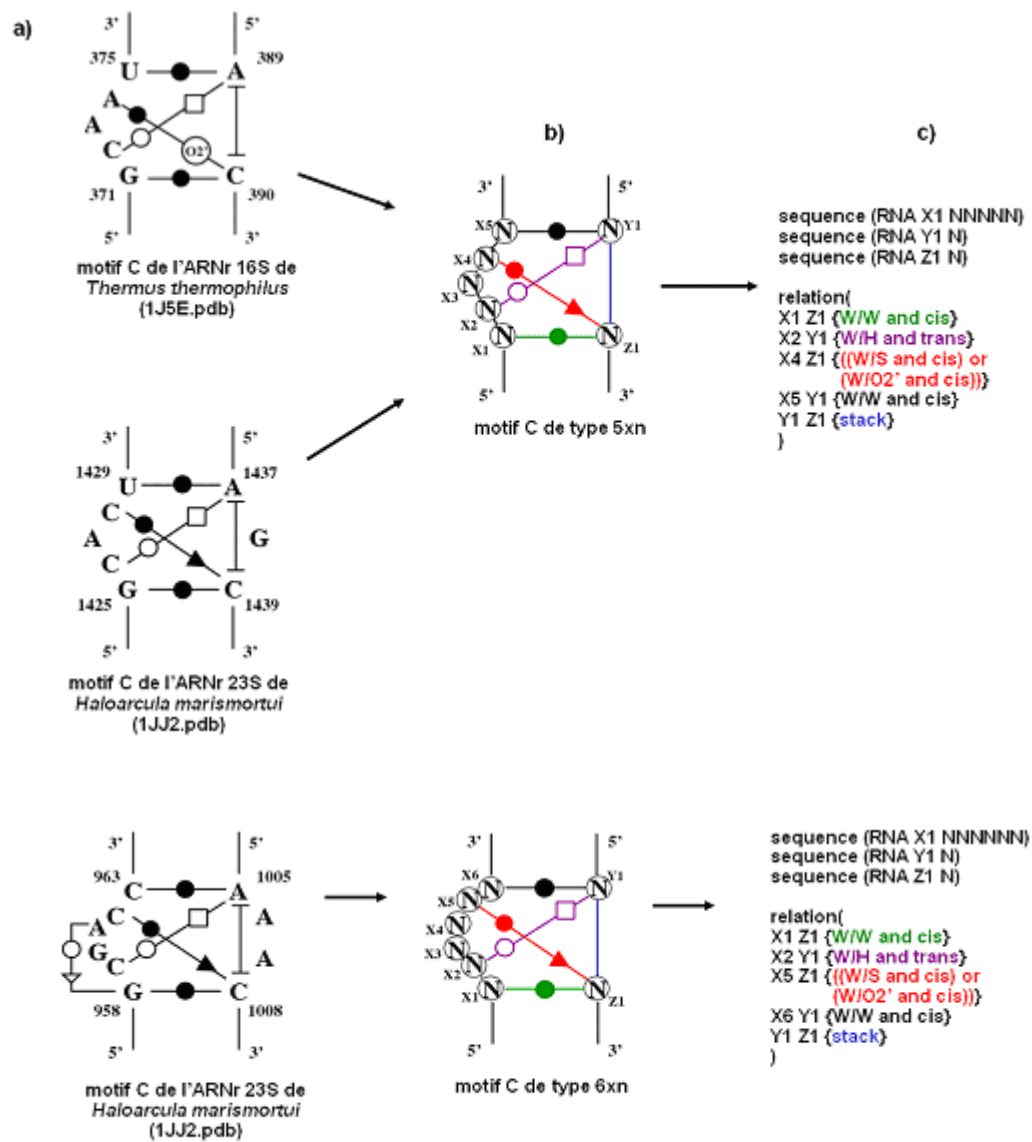 a)
3' 5'
375 389
U A
A
A
C O2'
G C
371 390
5' 3'
motif C de l'ARNr 16S de
Thermus thermophilus
(1J5E.pdb)
3' 5'
1429 1437
U A
C
A G
C
G C
1425 1439
5' 3'
motif C de l'ARNr 23S de
Haloarcula marismortui
(1JJ2.pdb)
b)
3' 5'
X5 N N Y1
X4 N
X3 N
X2 N
X1 N N Z1
5' 3'
motif C de type 5xn
c)
sequence (RNA X1 NNNNN)
sequence (RNA Y1 N)
sequence (RNA Z1 N)
relation(
X1 Z1 {W/W and cis}
X2 Y1 {W/H and trans}
X4 Z1 {((W/S and cis) or
(W/O2' and cis))}
X5 Y1 {W/W and cis}
Y1 Z1 {stack}
)
3' 5'
963 1005
C A
C
A A
G A
C
G C
958 1008
5' 3'
motif C de l'ARNr 23S de
Haloarcula marismortui
(1JJ2.pdb)
3' 5'
X6 N N Y1
X5 N
X4 N
X3 N
X2 N
X1 N N Z1
5' 3'
motif C de type 6xn
sequence (RNA X1 NNNNNN)
sequence (RNA Y1 N)
sequence (RNA Z1 N)
relation(
X1 Z1 {W/W and cis}
X2 Y1 {W/H and trans}
X5 Z1 {((W/S and cis) or
(W/O2' and cis))}
X6 Y1 {W/W and cis}
Y1 Z1 {stack}
)